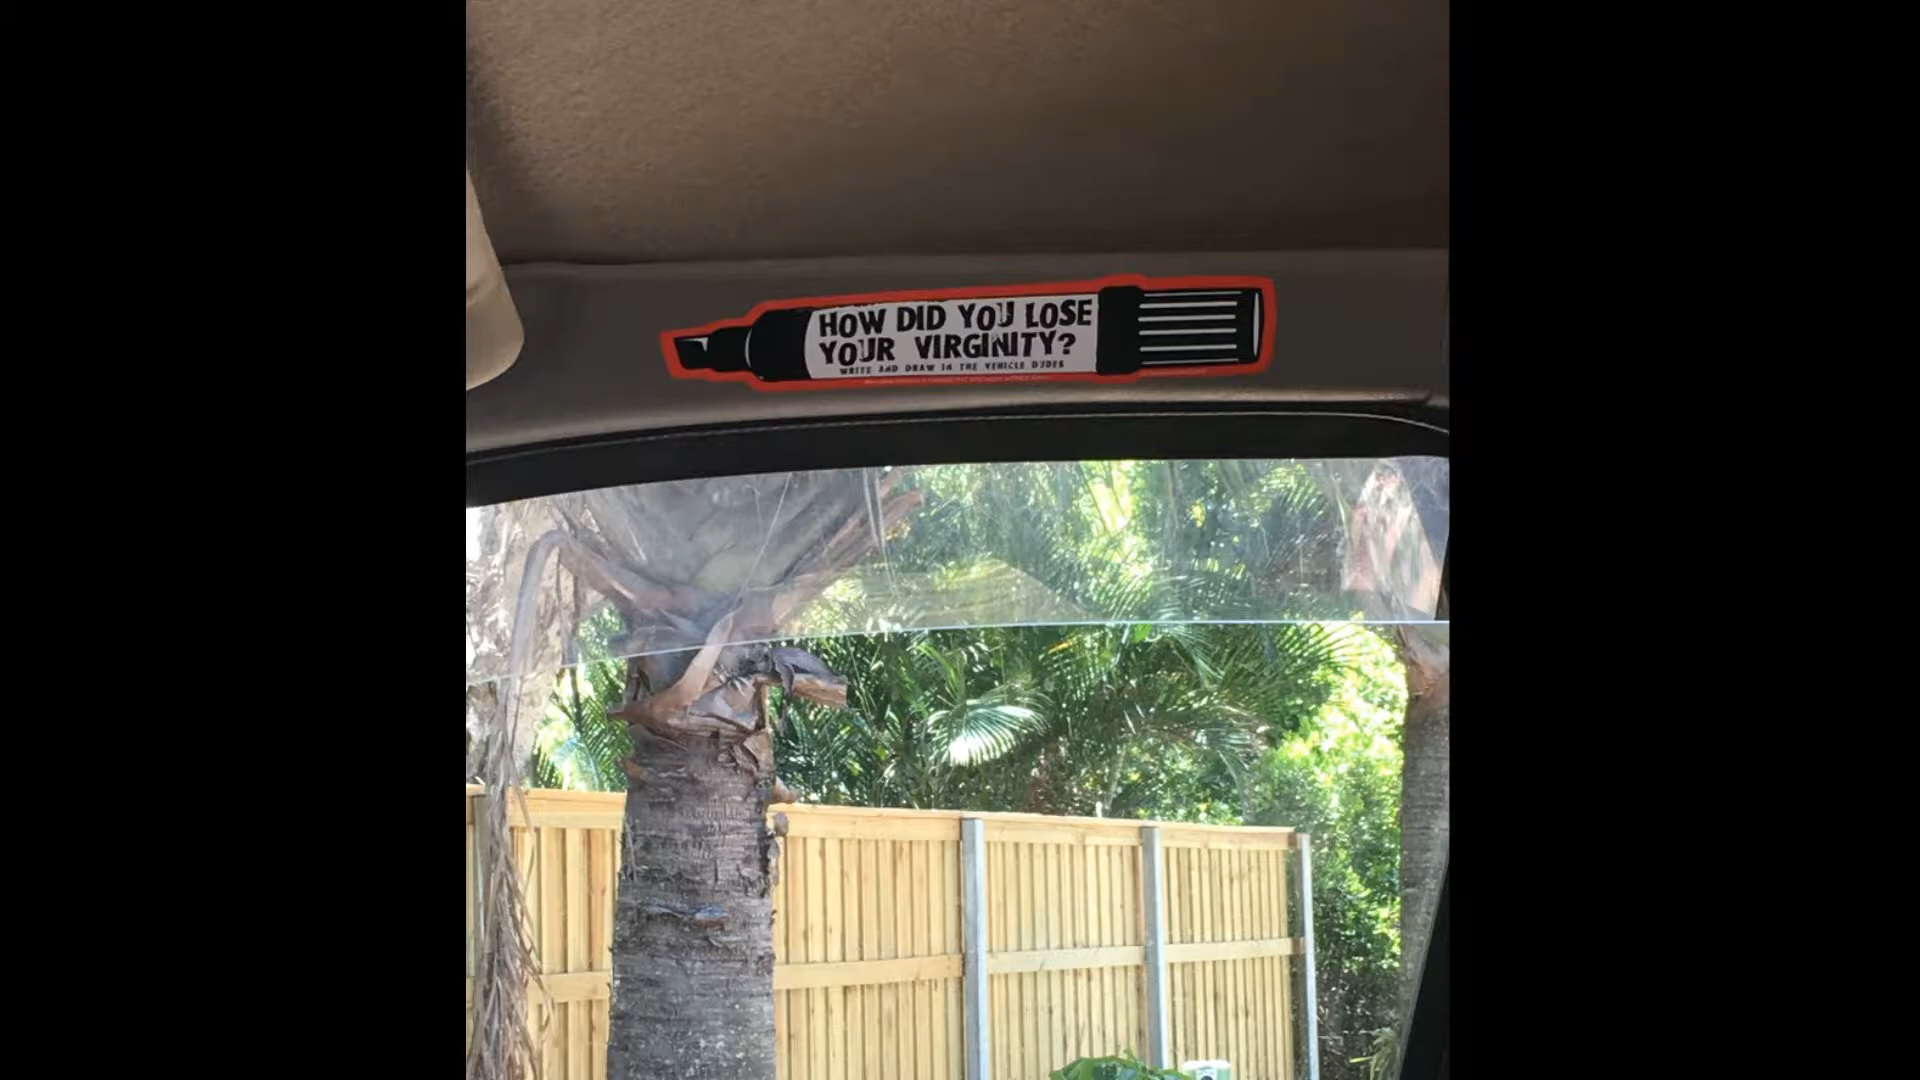 HOW DID YOU LOSE
YOUR VIRGINITY?
WRITE AND DRAW IN THE VEHICLE DUDES